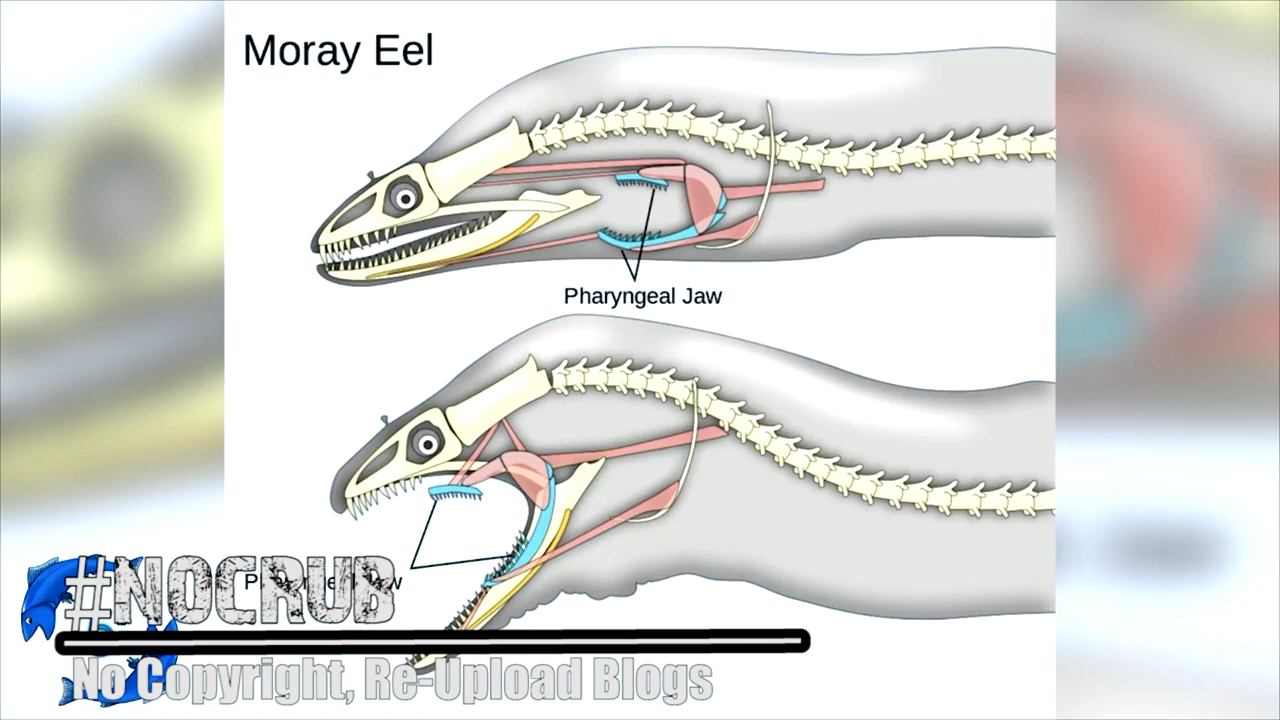 Moray Eel
Pharyngeal Jaw
#NOCRUB
No Copyright, Re-Upload Blogs